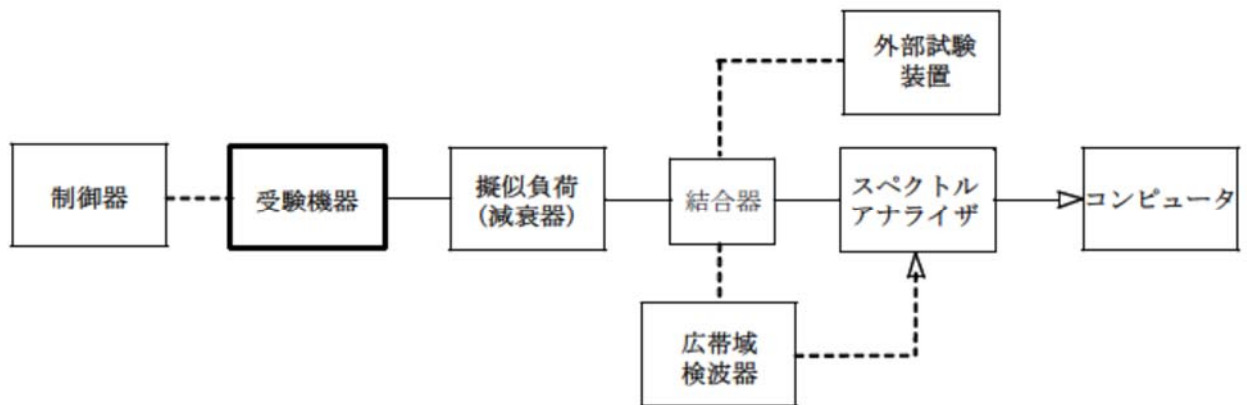 外部試験
装置
制御器
受験機器
擬似負荷
(減衰器)
結合器
スペクトル
アナライザ
コンピュータ
広帯域
検波器